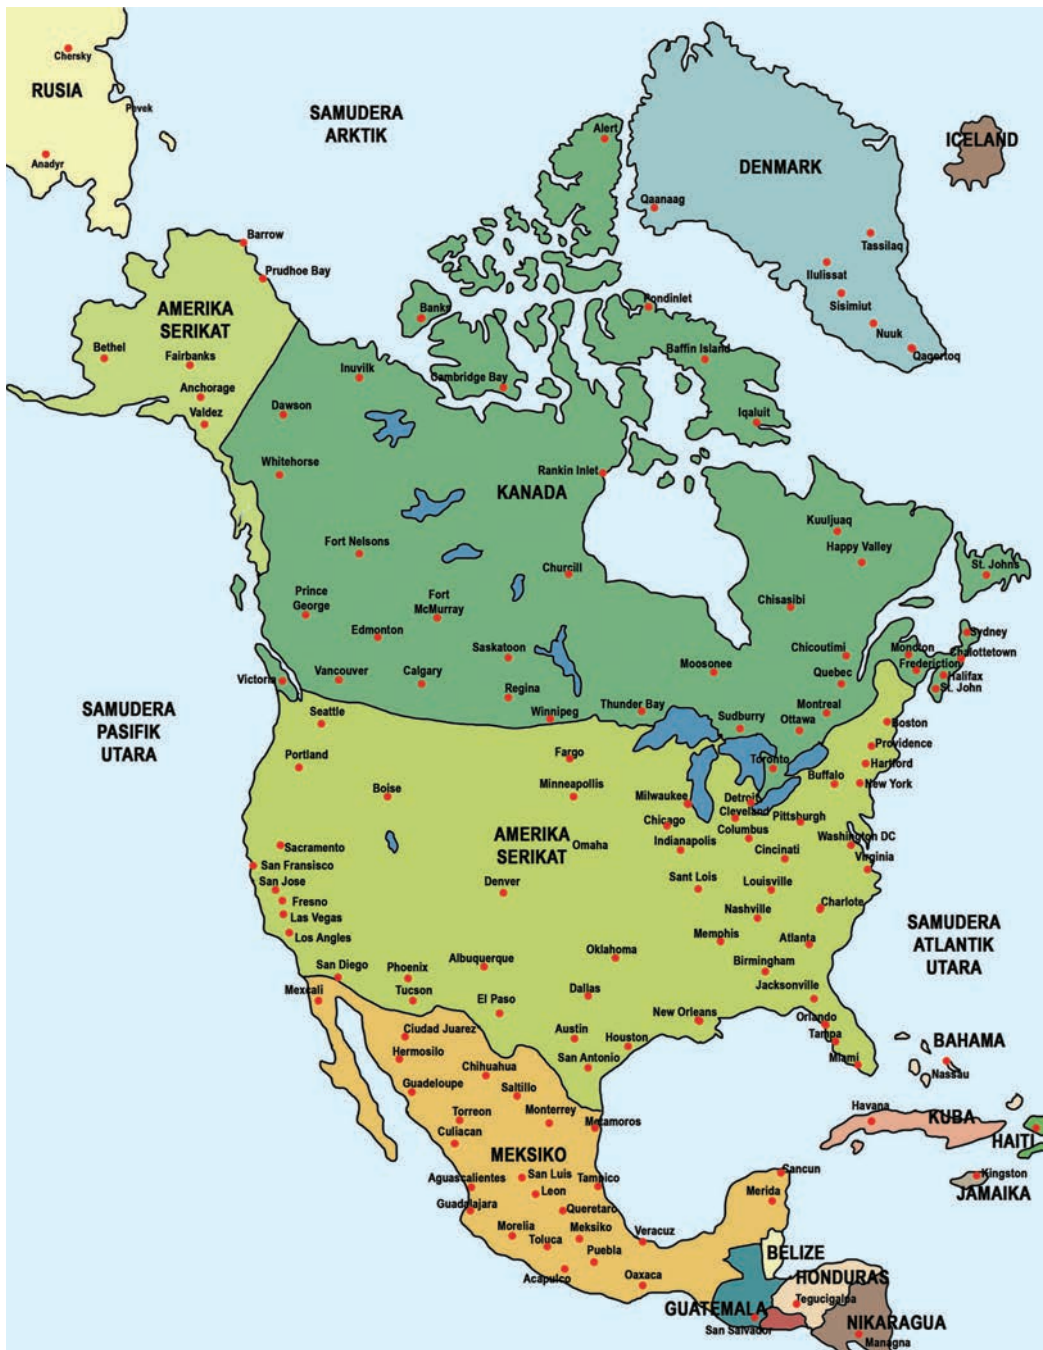 Chersky
RUSIA
Pevek
Anadyr
SAMUDERA
ARKTIK
Alert
DENMARK
ICELAND
Qaanaag
Tassilaq
Ilulissat
Sisimiut
Nuuk
Qaqertoq
Barrow
Prudhoe Bay
AMERIKA
SERIKAT
Bethel
Fairbanks
Anchorage
Valdez
Banks
Pondinlet
Baffin Island
Inuvilk
Cambridge Bay
Dawson
Iqaluit
Whitehorse
Rankin Inlet
KANADA
Kuuljuaq
Happy Valley
Fort Nelsons
Churcill
St. Johns
Prince
George
Fort
McMurray
Chisasibi
Edmonton
Sydney
Saskatoon
Chicoutimi
Moncton
Chalottetown
Vancouver
Calgary
Moosonee
Frederiction
Victoria
Quebec
Halifax
St. John
Regina
SAMUDERA
PASIFIK
UTARA
Seattle
Winnipeg
Thunder Bay
Sudburry
Montreal
Ottawa
Boston
Portland
Fargo
Toronto
Providence
Hartford
Boise
Minneapollis
Milwaukee
Detroit
Buffalo
New York
Cleveland
Chicago
Pittsburgh
Columbus
AMERIKA
SERIKAT
Omaha
Washington DC
Sacramento
Indianapolis
Cincinati
Virginia
San Fransisco
San Jose
Denver
Sant Lois
Louisville
Fresno
Las Vegas
Nashville
Charlote
Los Angles
Memphis
Atlanta
SAMUDERA
ATLANTIK
UTARA
Oklahoma
Albuquerque
Birmingham
San Diego
Phoenix
Mexcali
Tucson
Dallas
Jacksonville
El Paso
New Orleans
Orlando
Ciudad Juarez
Austin
Houston
Tampa
BAHAMA
Hermosilo
San Antonio
Miami
Nassau
Chihuahua
Guadeloupe
Saltillo
Torreon
Monterrey
Havana
KUBA
Metamoros
Culiacan
HAITI
MEKSIKO
Aguascalientes
San Luis
Tampico
Sancun
Kingston
JAMAIKA
Leon
Merida
Guadalajara
Queretaro
Morelia
Meksiko
Veracuz
Toluca
Puebla
BELIZE
Acapulco
Oaxaca
HONDURAS
Tegucigalpa
GUATEMALA
NIKARAGUA
San Salvador
Managna